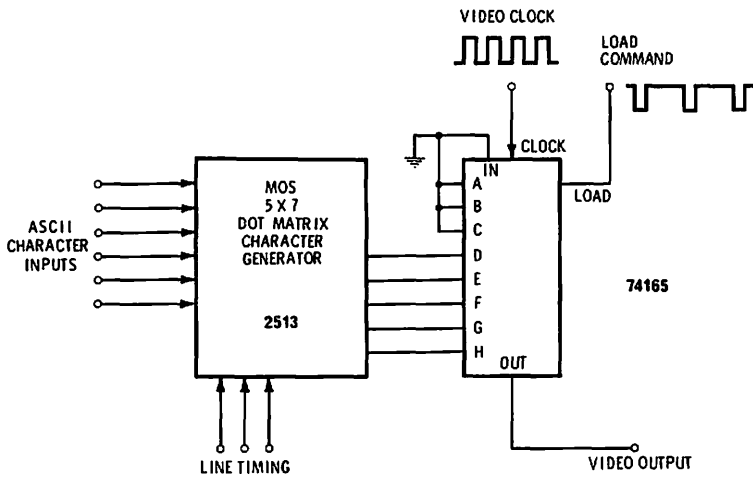 VIDEO CLOCK
LOAD
COMMAND
CLOCK
IN
LOAD
MOS
5 X 7
DOT MATRIX
CHARACTER
GENERATOR
2513
ASCII
CHARACTER
INPUTS
A
B
C
D
E
F
G
H
74165
OUT
LINE TIMING
VIDEO OUTPUT